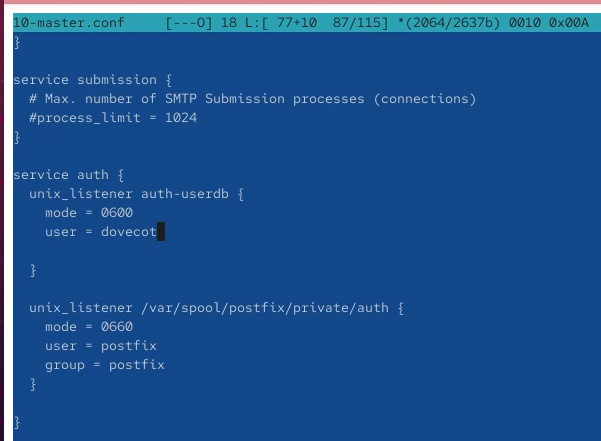 10-master.conf     [---O] 18 L:[ 77+10  87/115] *(2064/2637b) 0010 0x00A
}
service submission {
  # Max. number of SMTP Submission processes (connections)
  #process_limit = 1024
}
service auth {
  unix_listener auth-userdb {
    mode = 0600
    user = dovecot
  }
  unix_listener /var/spool/postfix/private/auth {
    mode = 0660
    user = postfix
    group = postfix
  }
}